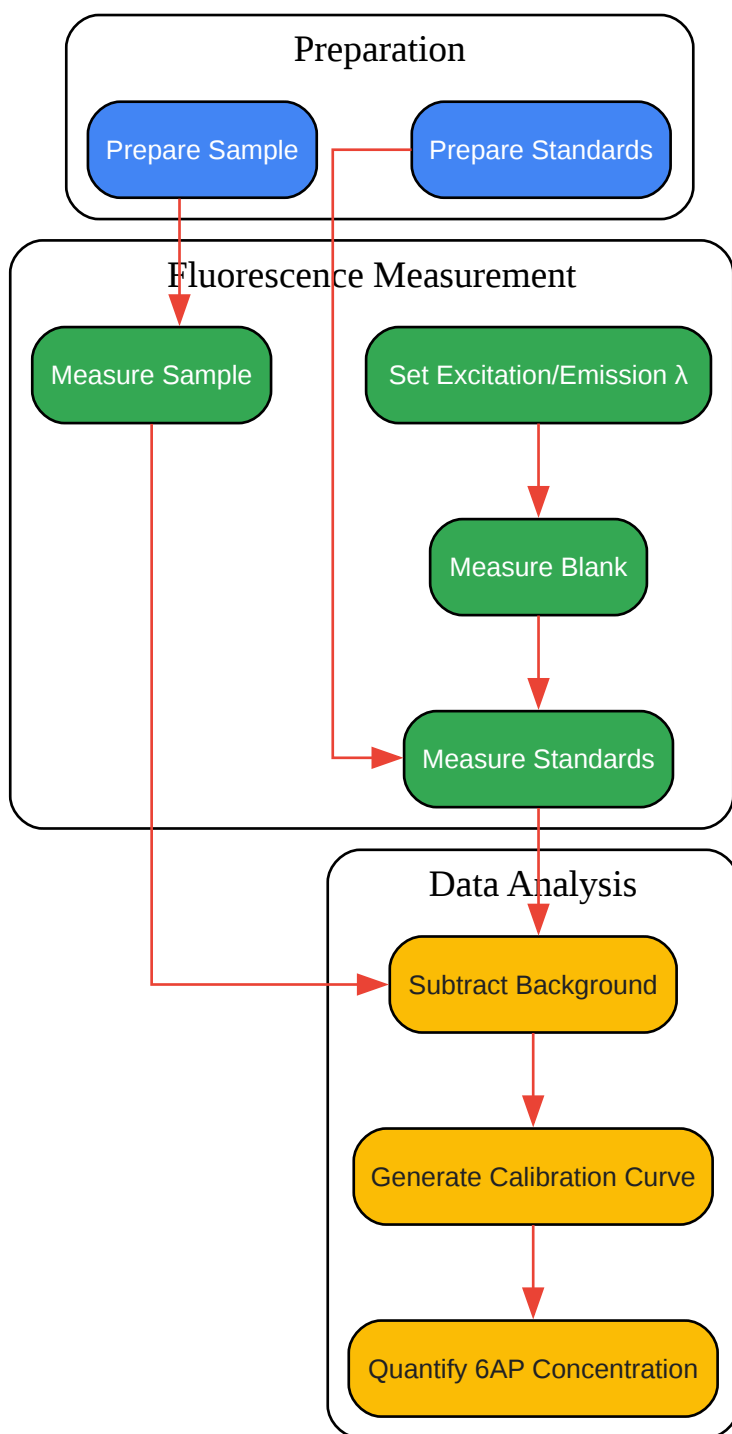 Preparation
Prepare Sample
Prepare Standards
Fluorescence Measurement
Measure Sample
Set Excitation/Emission λ
Measure Blank
Measure Standards
Data Analysis
Subtract Background
Generate Calibration Curve
Quantify 6AP Concentration